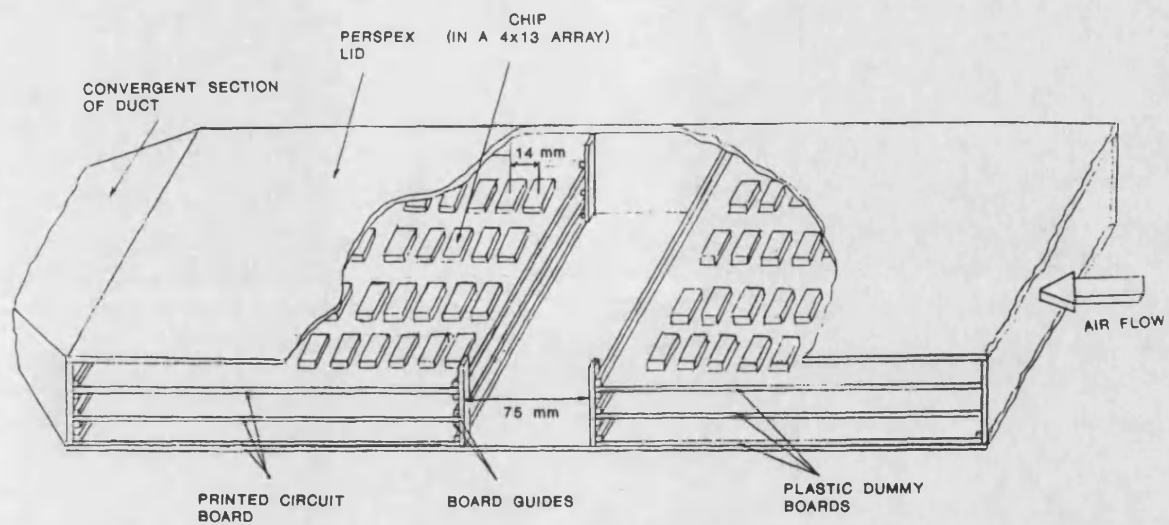 CHIP
(IN A 4x13 ARRAY)
PERSPEX
LID
CONVERGENT SECTION
OF DUCT
14 mm
AIR FLOW
75 mm
PRINTED CIRCUIT
BOARD
BOARD GUIDES
PLASTIC DUMMY
BOARDS